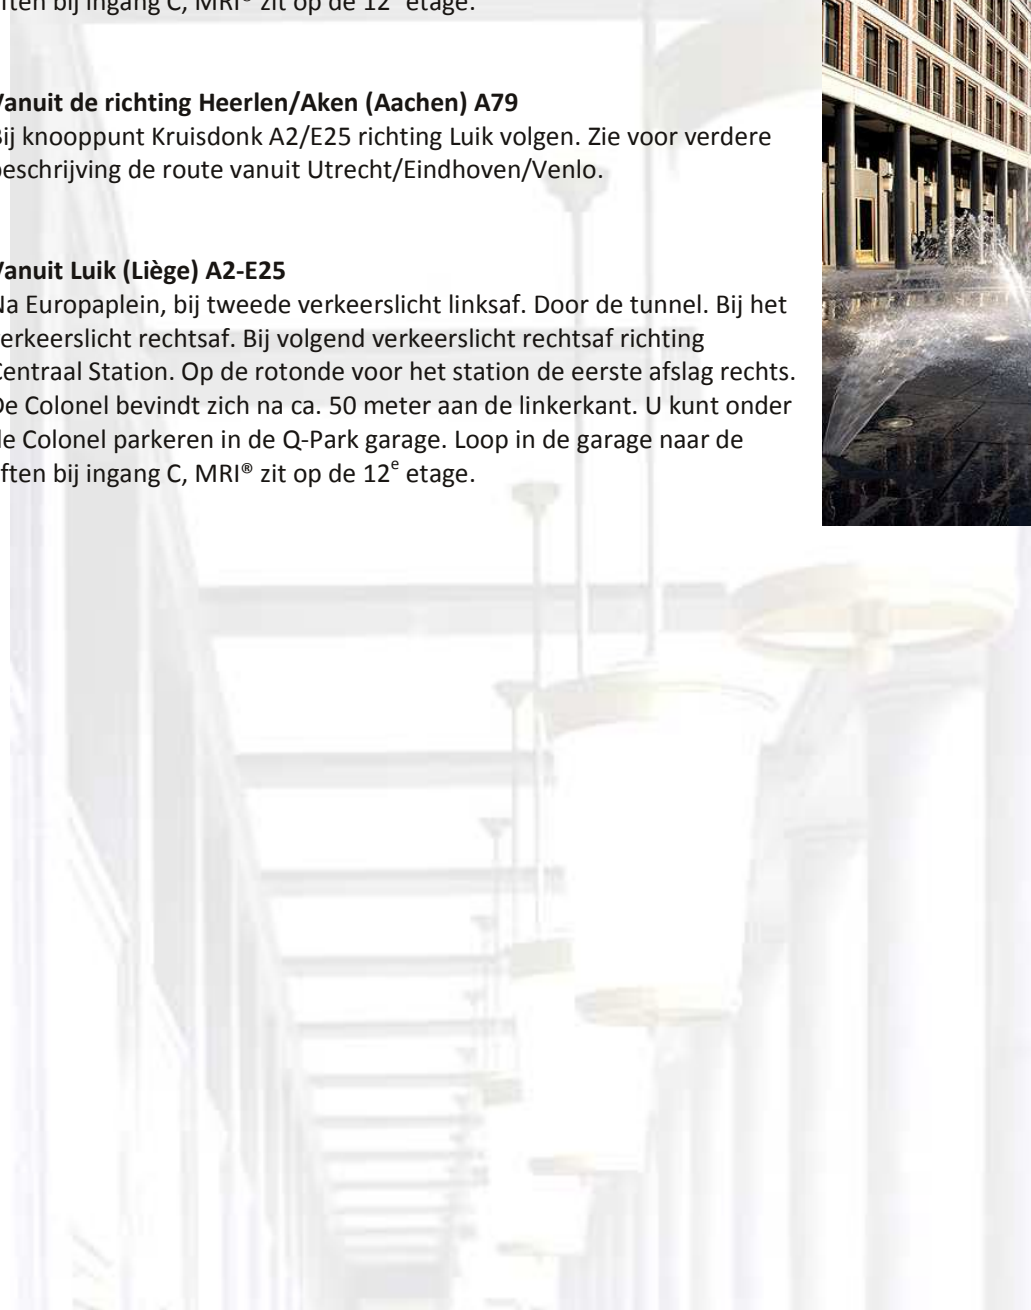 ften bij ingang C, MRI® zit op de 12e etage.
Vanuit de richting Heerlen/Aken (Aachen) A79
Bij knooppunt Kruisdonk A2/E25 richting Luik volgen. Zie voor verdere
beschrijving de route vanuit Utrecht/Eindhoven/Venlo.
Vanuit Luik (Liège) A2-E25
Na Europaplein, bij tweede verkeerslicht linksaf. Door de tunnel. Bij het
verkeerslicht rechtsaf. Bij volgend verkeerslicht rechtsaf richting
Centraal Station. Op de rotonde voor het station de eerste afslag rechts.
De Colonel bevindt zich na ca. 50 meter aan de linkerkant. U kunt onder
de Colonel parkeren in de Q-Park garage. Loop in de garage naar de
ften bij ingang C, MRI® zit op de 12e etage.